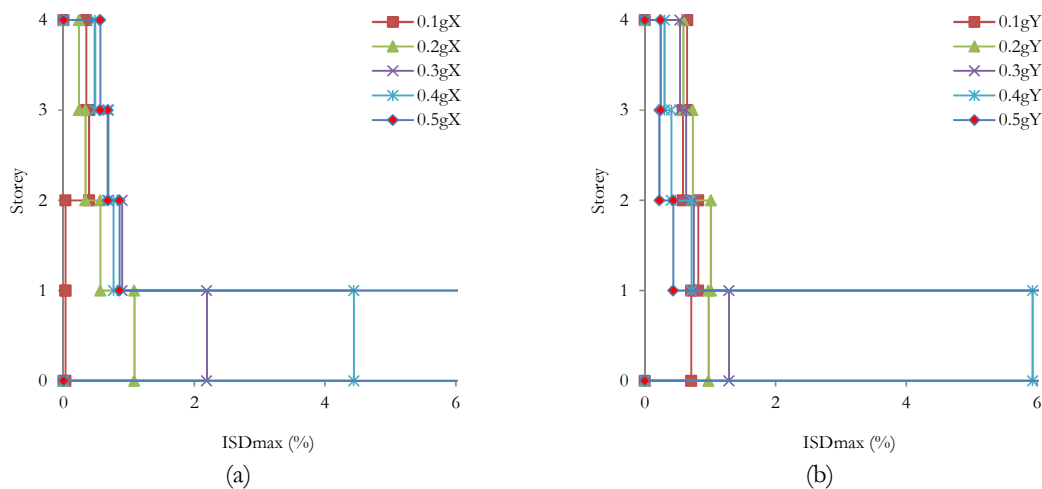 4
3
2
1
0
Storey
0 2 4 6
ISDmax (%)
0.1gX
0.2gX
0.3gX
0.4gX
0.5gX
(a)
4
3
2
1
0
Storey
0 2 4 6
ISDmax (%)
0.1gY
0.2gY
0.3gY
0.4gY
0.5gY
(b)